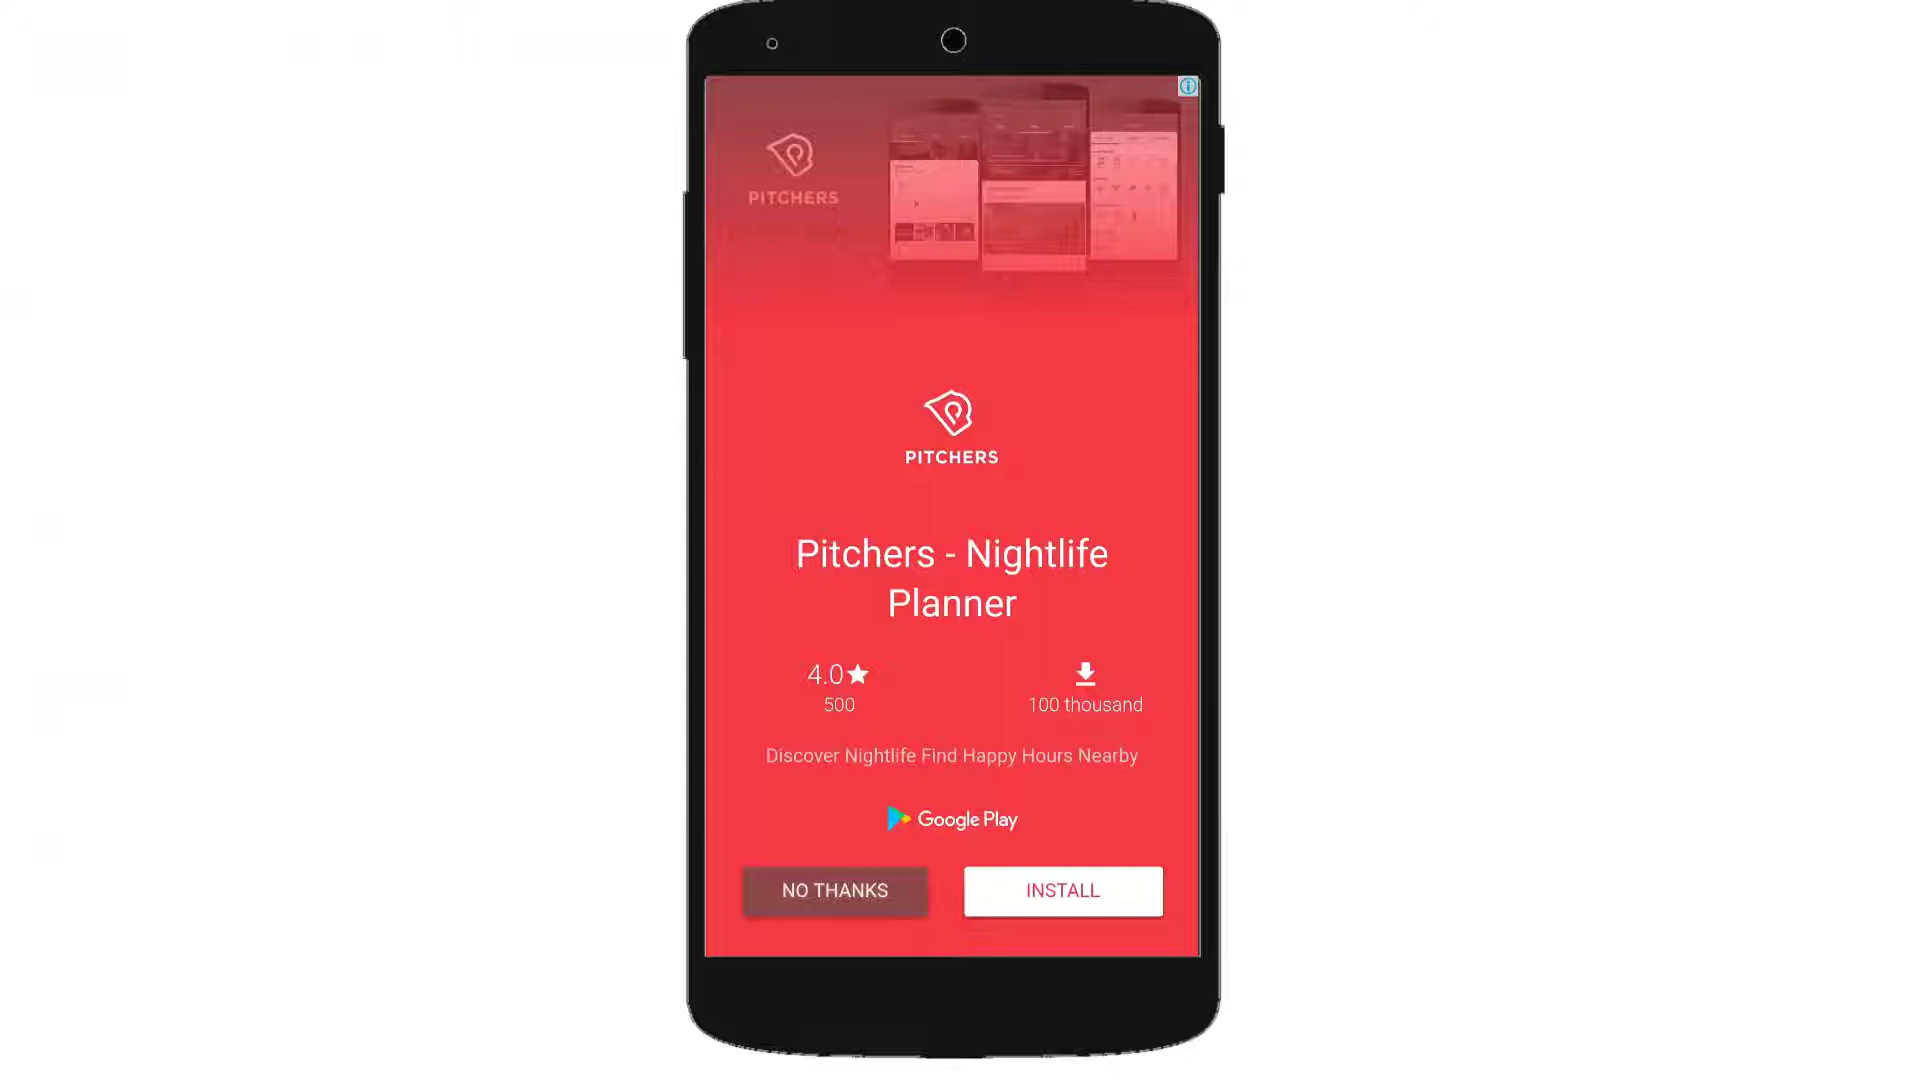 PITCHERS
PITCHERS
Pitchers - Nightlife
Planner
4.0★
500
100 thousand
Discover Nightlife Find Happy Hours Nearby
Google Play
NO THANKS
INSTALL